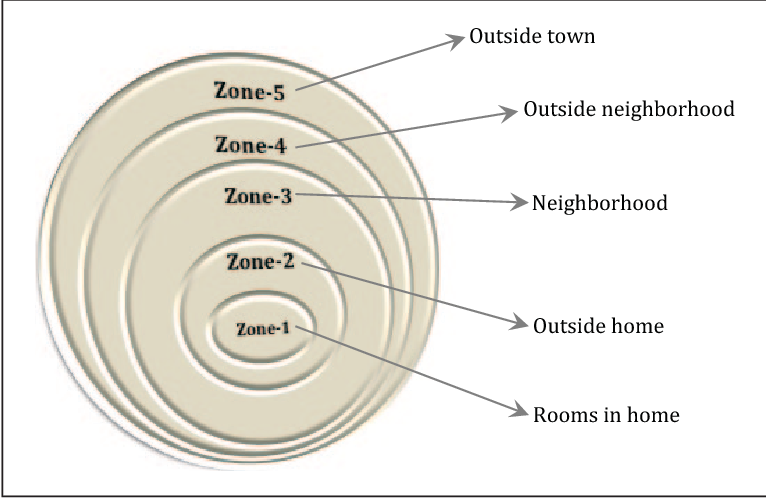 Outside town
Zone-5
Outside neighborhood
Zone-4
Zone-3
Neighborhood
Zone-2
Outside home
Zone-1
Rooms in home